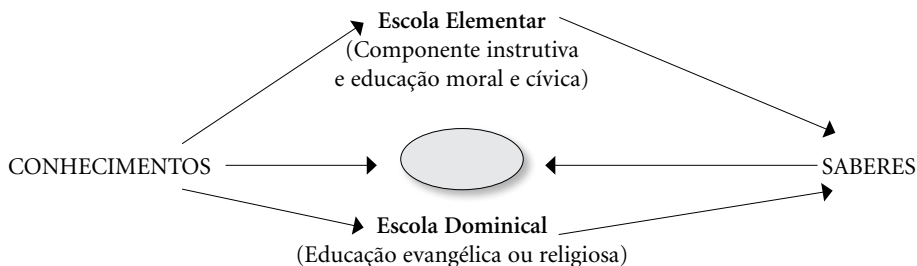 Escola Elementar
(Componente instrutiva
e educação moral e cívica)
CONHECIMENTOS
SABERES
Escola Dominical
(Educação evangélica ou religiosa)